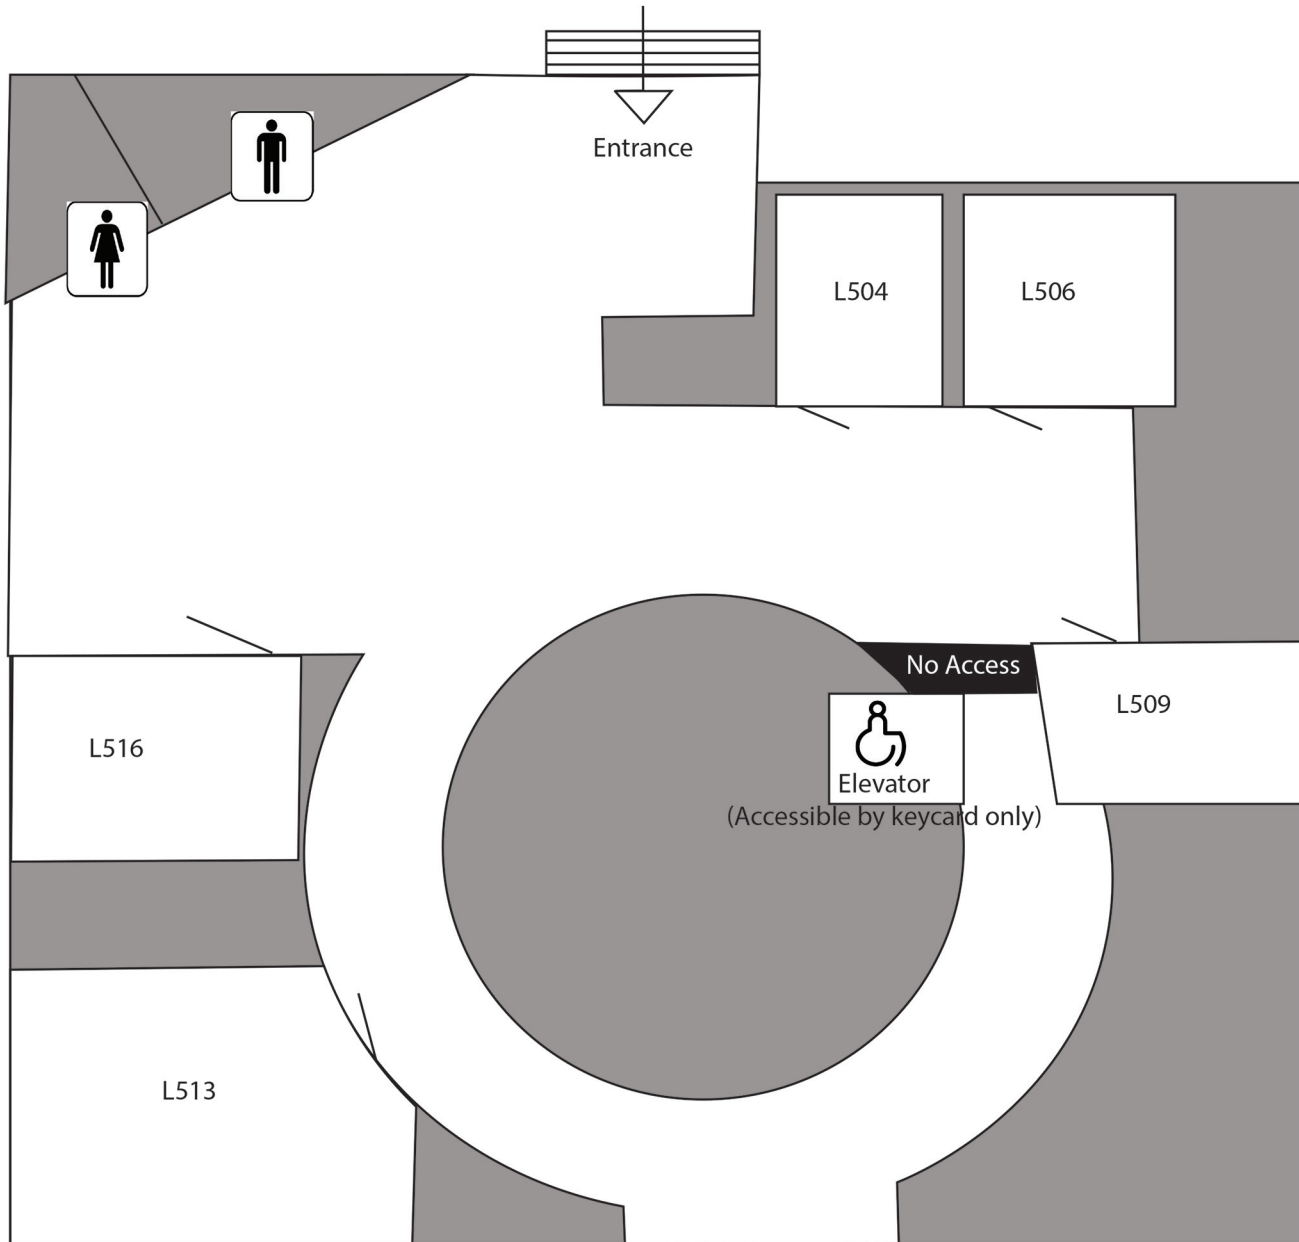 Entrance
L504
L506
No Access
L509
L516
Elevator
(Accessible by keycard only)
L513